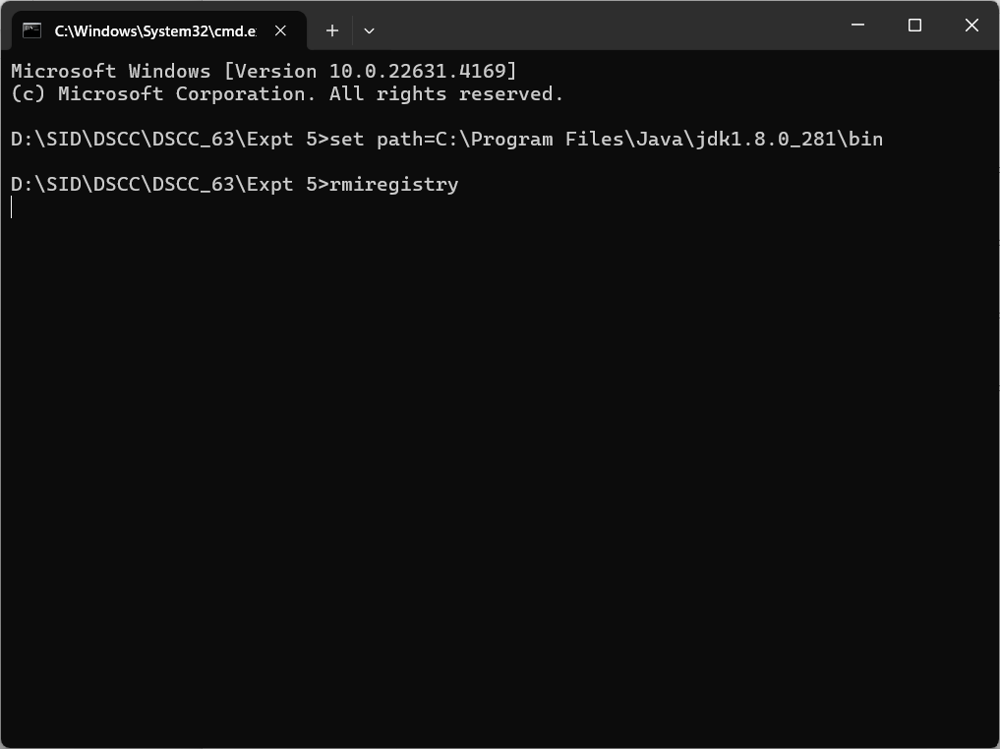 C:\Windows\System32\cmd.e
Microsoft Windows [Version 10.0.22631.4169]
(c) Microsoft Corporation. All rights reserved.
D:\SID\DSCC\DSCC_63\Expt 5>set path=C:\Program Files\Java\jdk1.8.0_281\bin
D:\SID\DSCC\DSCC_63\Expt 5>rmiregistry